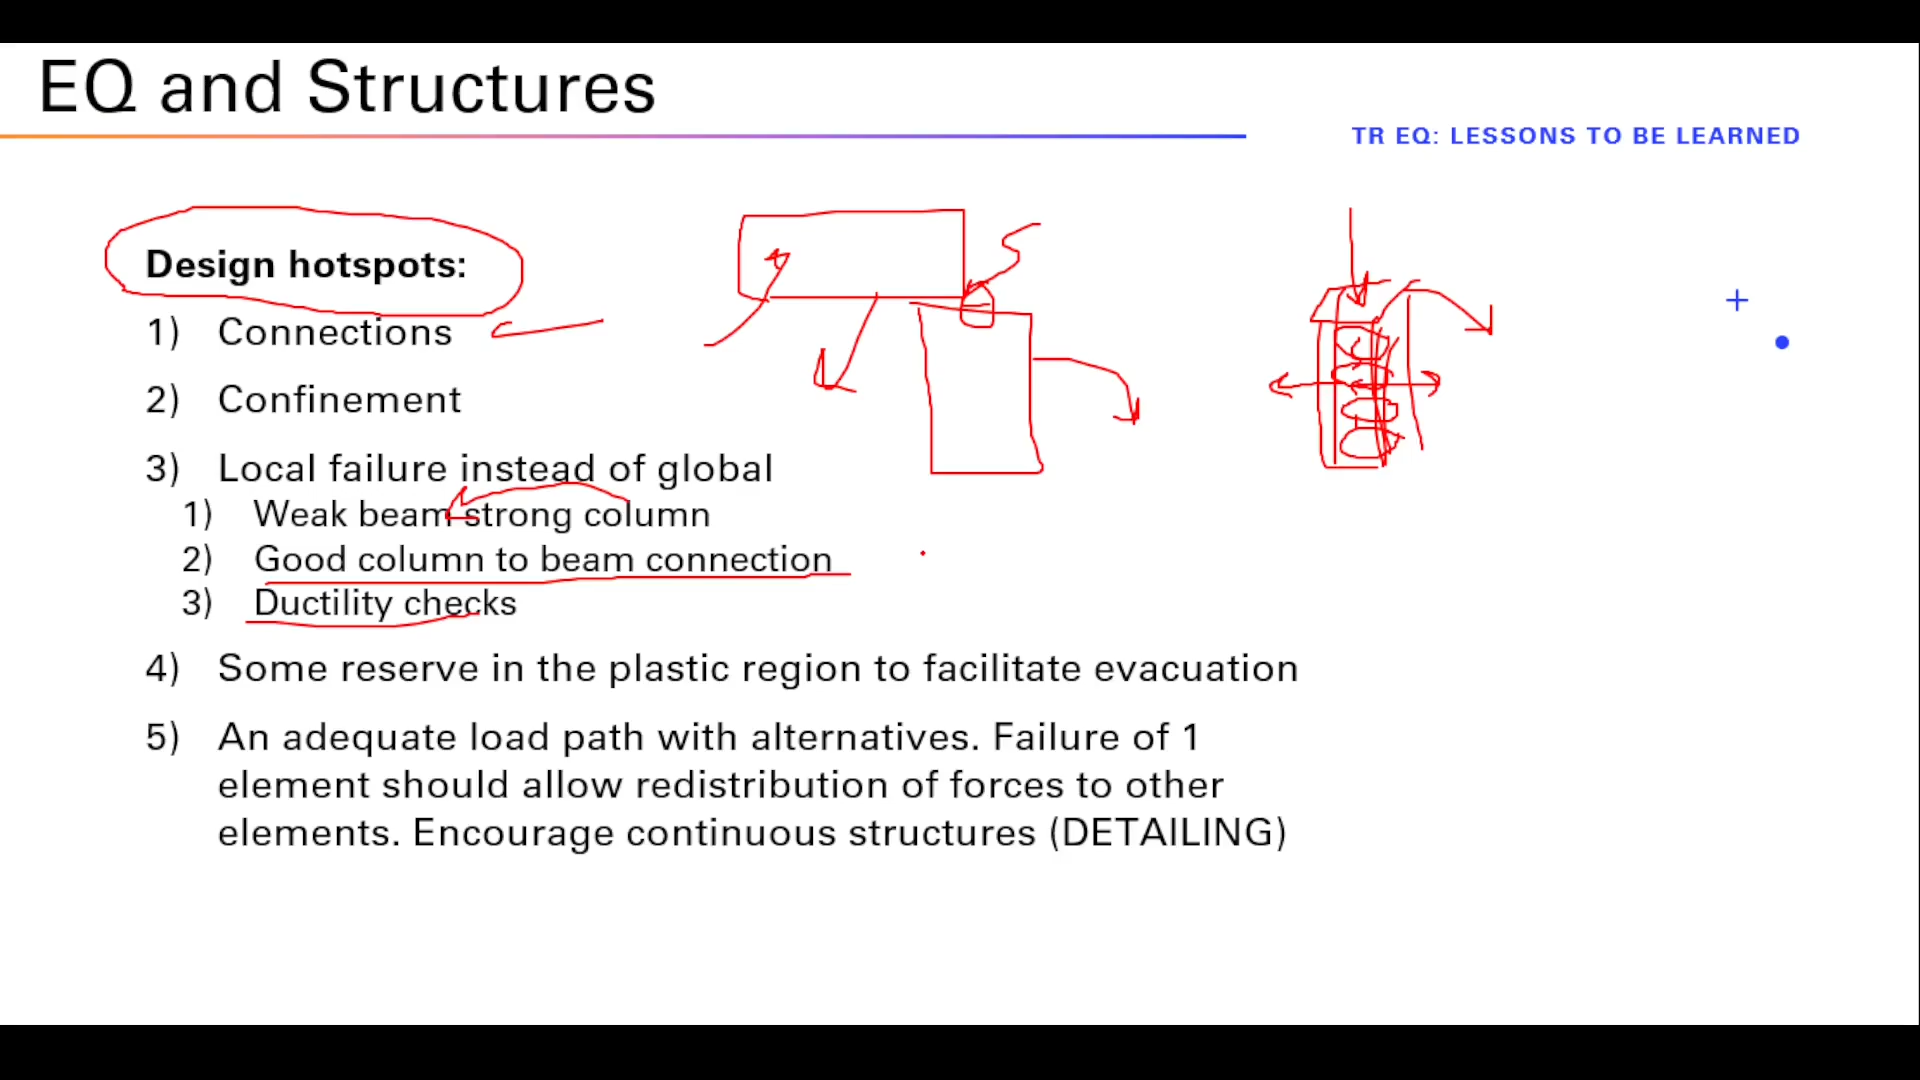 EQ and Structures
TR EQ: LESSONS TO BE LEARNED
Design hotspots:
1) Connections
2) Confinement
3) Local failure instead of global
1) Weak beam strong column
2) Good column to beam connection
3) Ductility checks
4) Some reserve in the plastic region to facilitate evacuation
5) An adequate load path with alternatives. Failure of 1
element should allow redistribution of forces to other
elements. Encourage continuous structures (DETAILING)